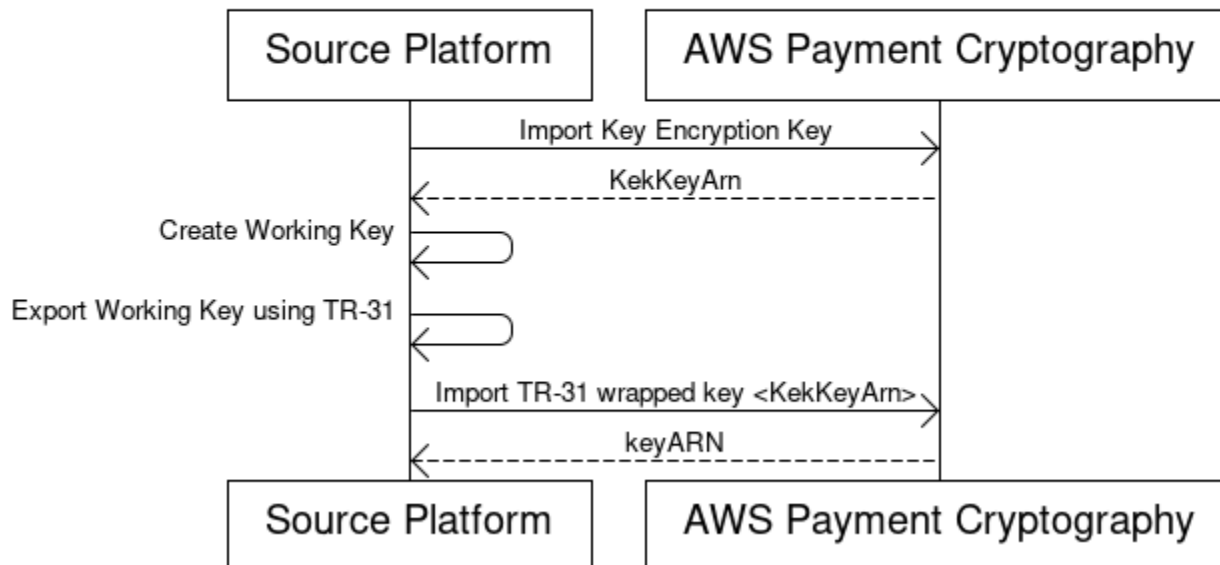 Source Platform
AWS Payment Cryptography
Import Key Encryption Key
KekKeyArn
Create Working Key
Export Working Key using TR-31
Import TR-31 wrapped key <KekKeyArn>
keyARN
Source Platform
AWS Payment Cryptography